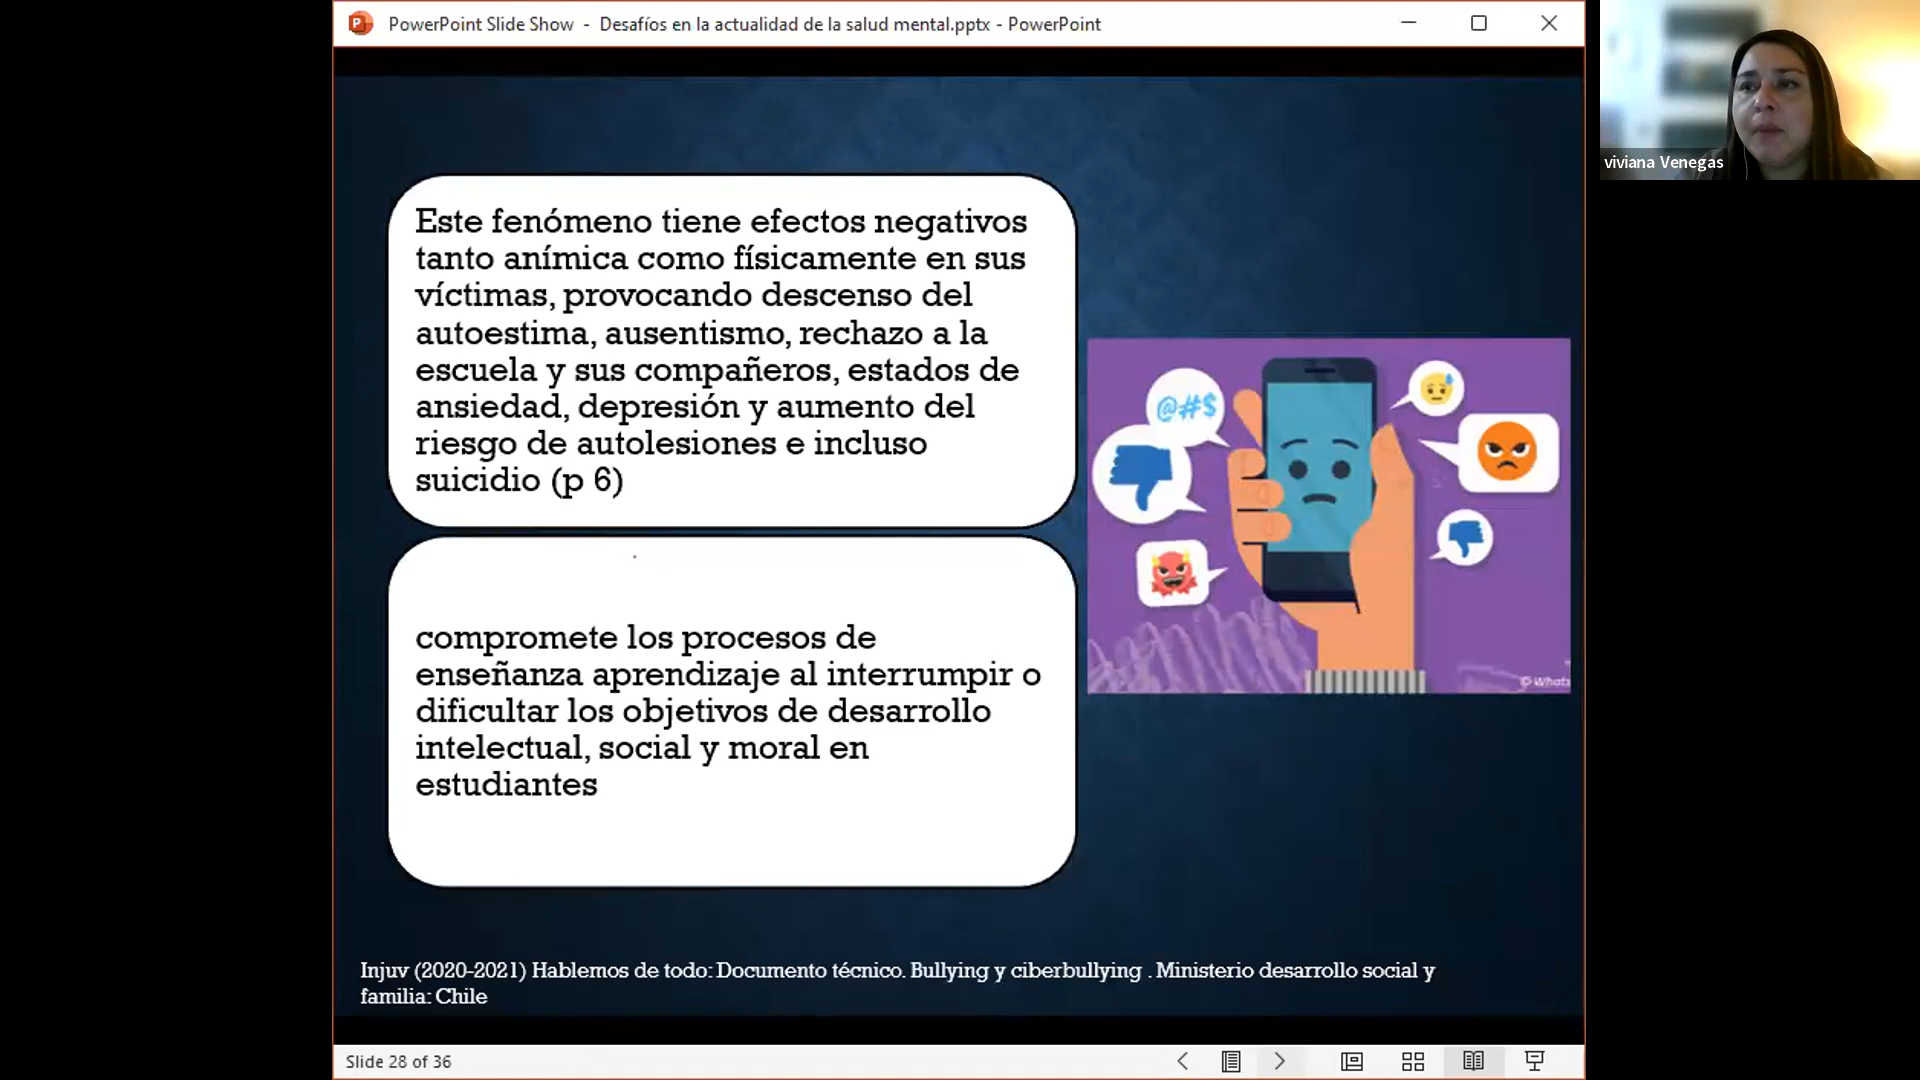 PowerPoint Slide Show - Desafíos en la actualidad de la salud mental.pptx - PowerPoint
viviana Venegas
Este fenómeno tiene efectos negativos
tanto anímica como físicamente en sus
víctimas, provocando descenso del
autoestima, ausentismo, rechazo a la
escuela y sus compañeros, estados de
ansiedad, depresión y aumento del
riesgo de autolesiones e incluso
suicidio (p 6)
@#$
compromete los procesos de
enseñanza aprendizaje al interrumpir o
dificultar los objetivos de desarrollo
intelectual, social y moral en
estudiantes
© Whats
Injuv (2020-2021) Hablemos de todo: Documento técnico. Bullying y ciberbullying . Ministerio desarrollo social y
familia: Chile
Slide 28 of 36